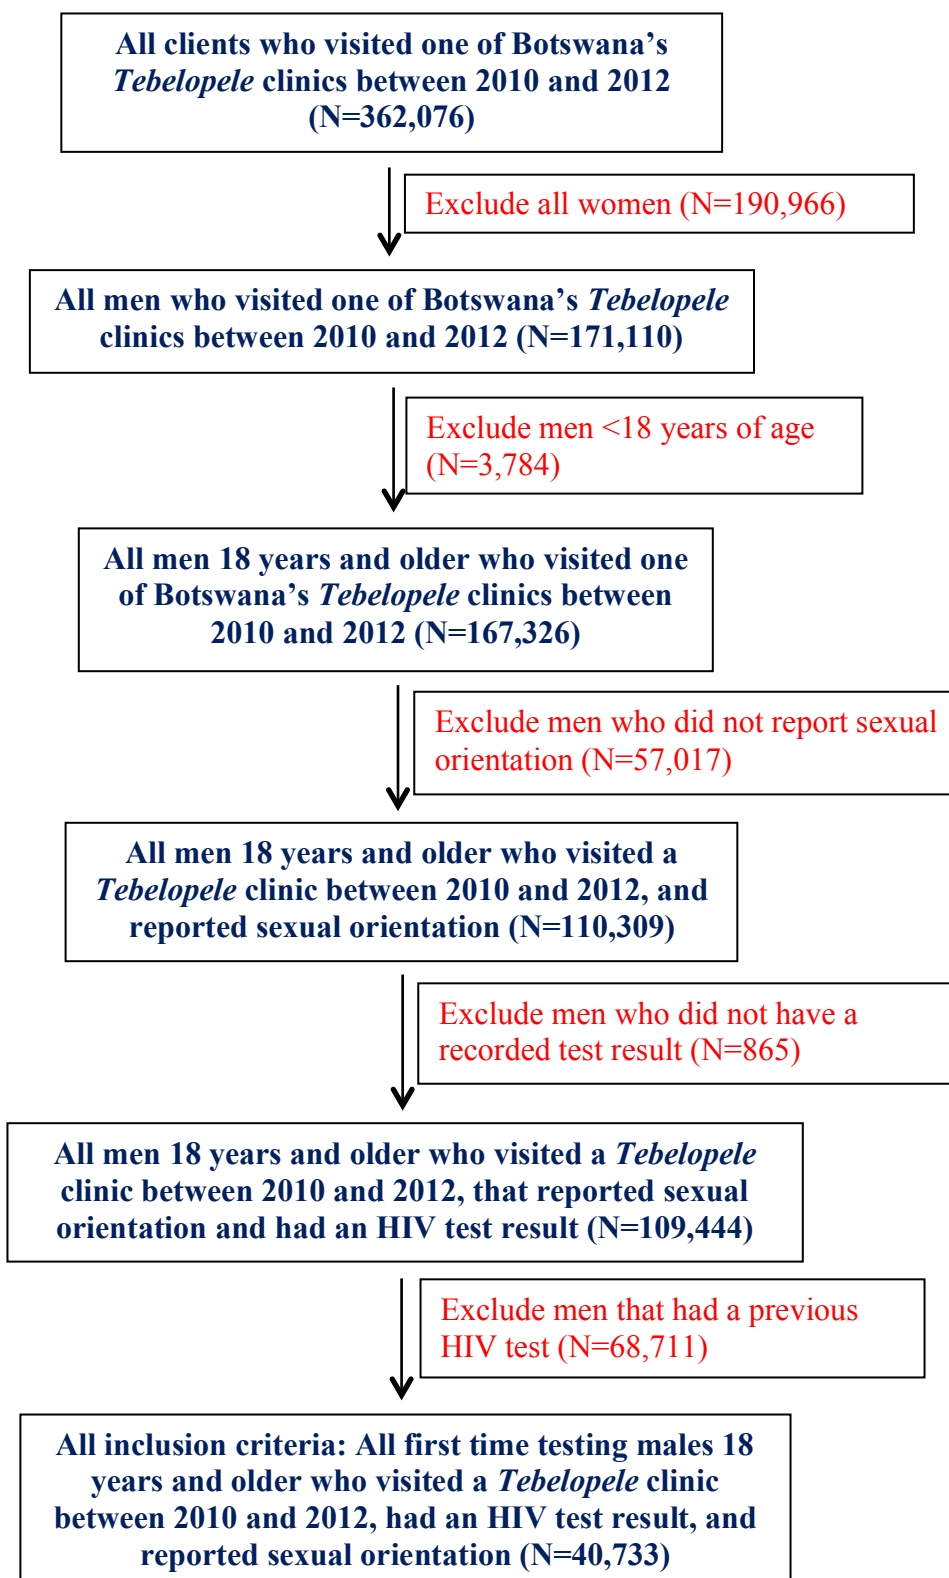 All clients who visited one of Botswana’s
Tebelopele clinics between 2010 and 2012
(N=362,076)
Exclude all women (N=190,966)
All men who visited one of Botswana’s Tebelopele
clinics between 2010 and 2012 (N=171,110)
Exclude men <18 years of age
(N=3,784)
All men 18 years and older who visited one
of Botswana’s Tebelopele clinics between
2010 and 2012 (N=167,326)
Exclude men who did not report sexual
orientation (N=57,017)
All men 18 years and older who visited a
Tebelopele clinic between 2010 and 2012, and
reported sexual orientation (N=110,309)
Exclude men who did not have a
recorded test result (N=865)
All men 18 years and older who visited a Tebelopele
clinic between 2010 and 2012, that reported sexual
orientation and had an HIV test result (N=109,444)
Exclude men that had a previous
HIV test (N=68,711)
All inclusion criteria: All first time testing males 18
years and older who visited a Tebelopele clinic
between 2010 and 2012, had an HIV test result, and
reported sexual orientation (N=40,733)